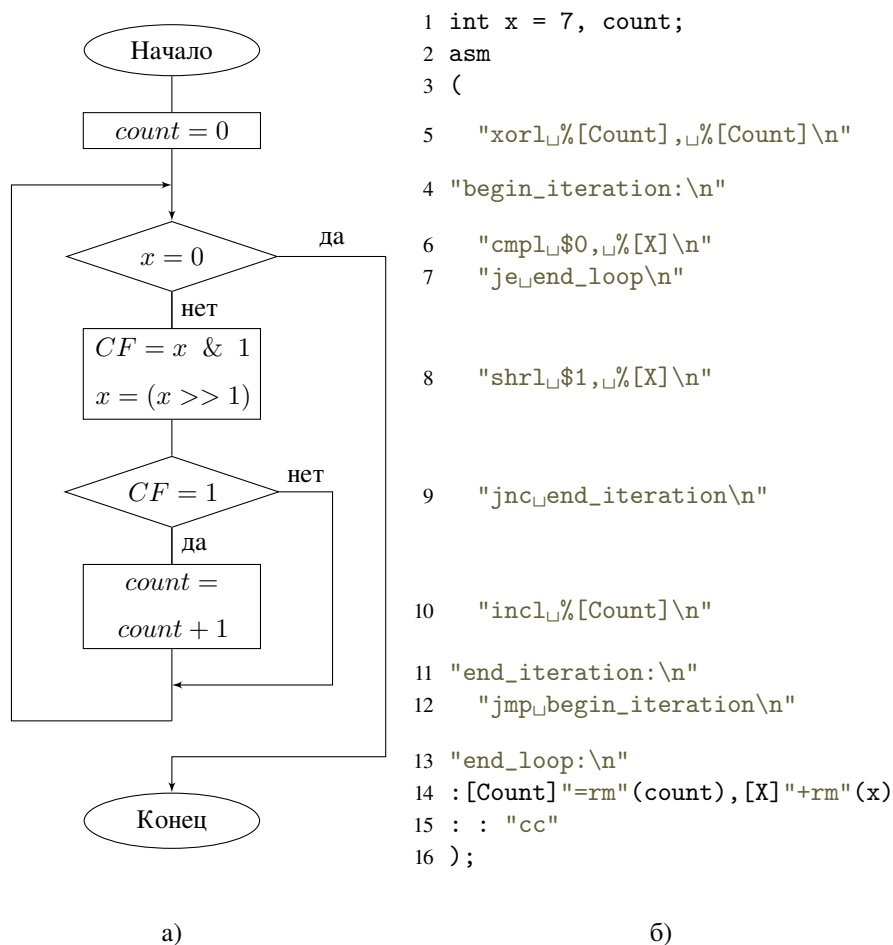 Начало
count = 0
x = 0
да
нет
CF = x & 1
x = (x >> 1)
CF = 1
нет
да
count =
count + 1
Конец
а)
1 int x = 7, count;
2 asm
3 (
5 "xorl␣%[Count],␣%[Count]\n"
4 "begin_iteration:\n"
6 "cmpl␣$0,␣%[X]\n"
7 "je␣end_loop\n"
8 "shrl␣$1,␣%[X]\n"
9 "jnc␣end_iteration\n"
10 "incl␣%[Count]\n"
11 "end_iteration:\n"
12 "jmp␣begin_iteration\n"
13 "end_loop:\n"
14 :[Count]"=rm"(count),[X]"+rm"(x)
15 : : "cc"
16 );
б)